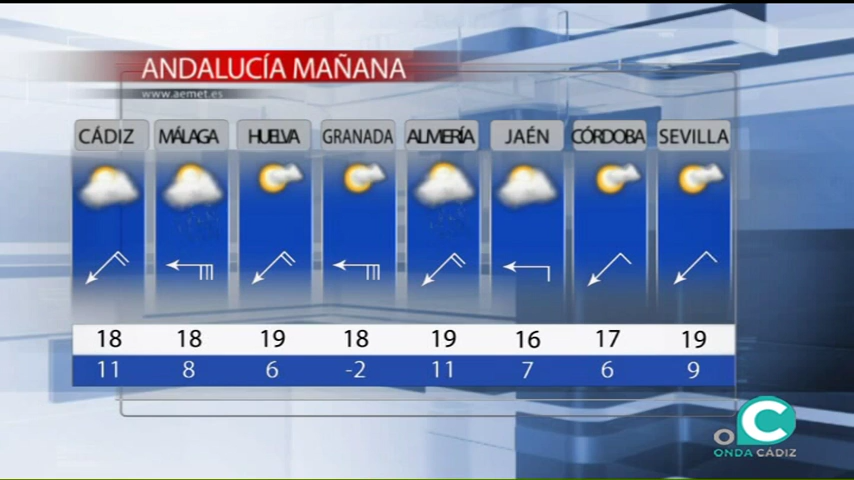 ANDALUCÍA MAÑANA
www.aemet.es
CÁDIZ MÁLAGA HUELVA GRANADA ALMERÍA JAÉN CÓRDOBA SEVILLA
18 18 19 18 19 16 17 19
11 8 6 -2 11 7 6 9
OC
ONDA CÁDIZ